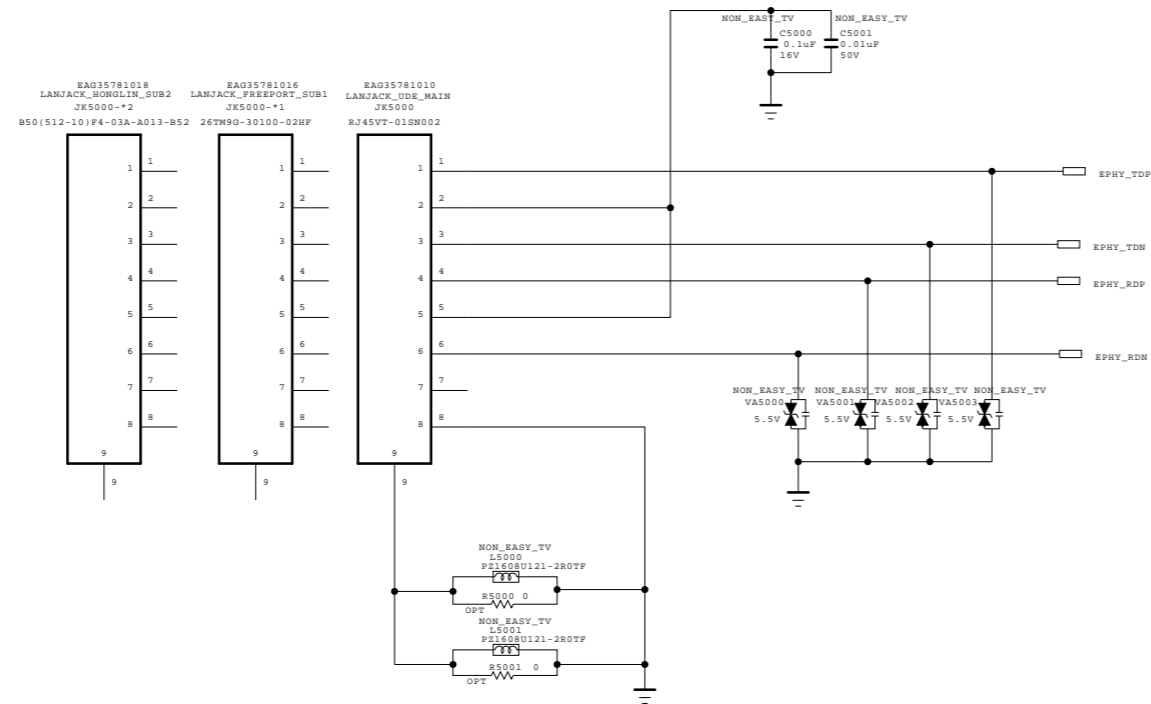 NON_EASY_TV
C5000
0.1uF
16V
NON_EASY_TV
C5001
0.01uF
50V
EAG35781018
LANJACK_HONGLIN_SUB2
JK5000-*2
B50(512-10)F4-03A-A013-B52
1 1
2 2
3 3
4 4
5 5
6 6
7 7
8 8
9
9
EAG35781016
LANJACK_FREEPORT_SUB1
JK5000-*1
26TM9G-30100-02HF
1 1
2 2
3 3
4 4
5 5
6 6
7 7
8 8
9
9
EAG35781010
LANJACK_UDE_MAIN
JK5000
RJ45VT-01SN002
1 1
2 2
3 3
4 4
5 5
6 6
7 7
8 8
9
9
EPHY_TDP
EPHY_TDN
EPHY_RDP
EPHY_RDN
NON_EASY_TV
VA5000
5.5V
NON_EASY_TV
VA5001
5.5V
NON_EASY_TV
VA5002
5.5V
NON_EASY_TV
VA5003
5.5V
NON_EASY_TV
L5000
PZ1608U121-2R0TF
R5000 0
OPT
NON_EASY_TV
L5001
PZ1608U121-2R0TF
R5001 0
OPT